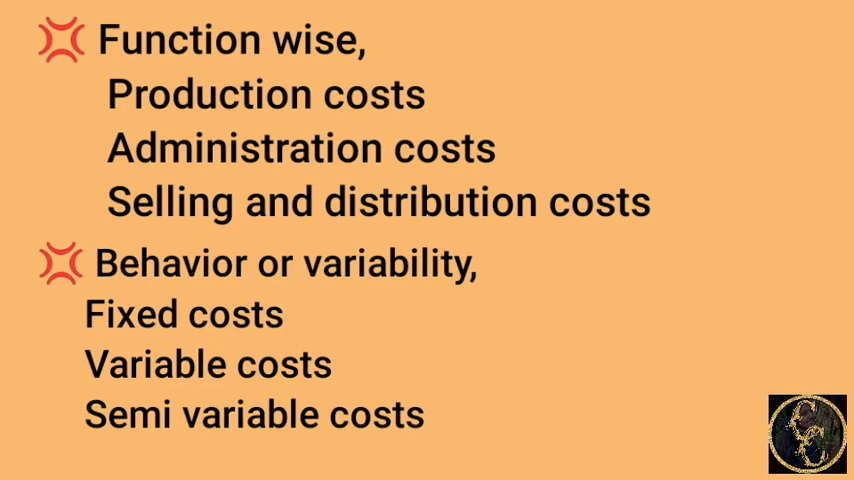 Function wise,
Production costs
Administration costs
Selling and distribution costs
Behavior or variability,
Fixed costs
Variable costs
Semi variable costs